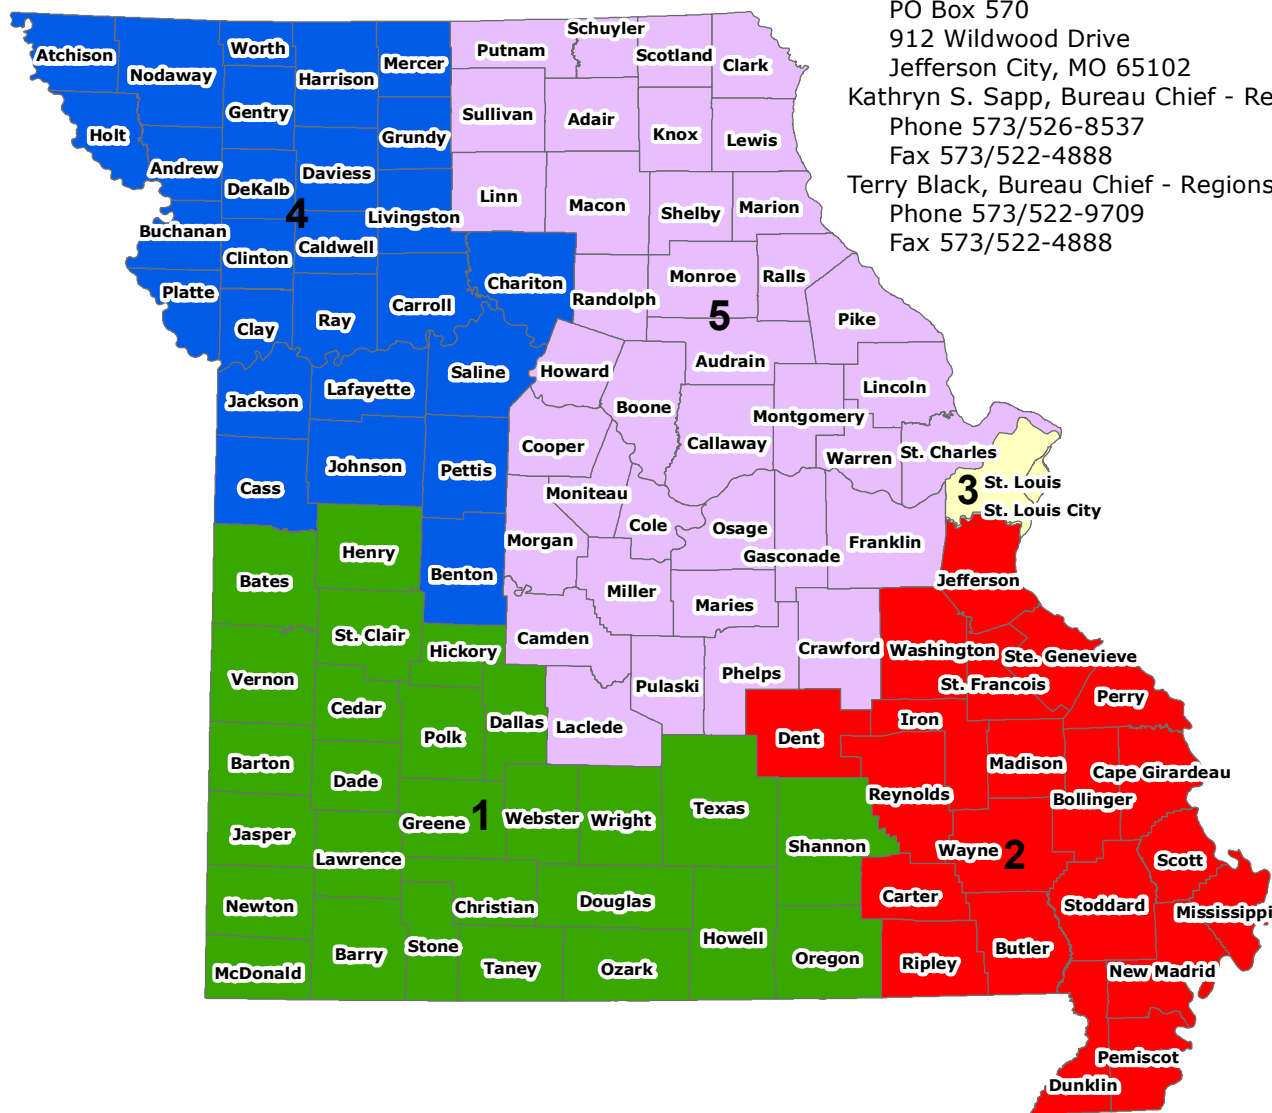 PO Box 570
912 Wildwood Drive
Jefferson City, MO 65102
Kathryn S. Sapp, Bureau Chief - Re
Phone 573/526-8537
Fax 573/522-4888
Terry Black, Bureau Chief - Regions
Phone 573/522-9709
Fax 573/522-4888
Atchison
Nodaway
Worth
Harrison
Mercer
Putnam
Schuyler
Scotland
Clark
Holt
Gentry
Grundy
Sullivan
Adair
Knox
Lewis
Andrew
DeKalb
Daviess
4
Livingston
Linn
Macon
Shelby
Marion
Buchanan
Clinton
Caldwell
Chariton
Randolph
Monroe
Ralls
Platte
Clay
Ray
Carroll
5
Pike
Audrain
Jackson
Lafayette
Saline
Howard
Boone
Lincoln
Montgomery
Callaway
Cooper
Warren
St. Charles
Cass
Johnson
Pettis
Moniteau
3
St. Louis
St. Louis City
Cole
Morgan
Osage
Gasconade
Franklin
Bates
Henry
Benton
Miller
Maries
Jefferson
St. Clair
Hickory
Camden
Crawford
Washington
Ste. Genevieve
Vernon
Cedar
Pulaski
Phelps
St. Francois
Perry
Polk
Dallas
Laclede
Dent
Iron
Barton
Dade
Madison
Cape Girardeau
Reynolds
Bollinger
Jasper
Greene
1
Webster
Wright
Texas
Shannon
Wayne
2
Scott
Lawrence
Newton
Christian
Douglas
Carter
Stoddard
Mississippi
McDonald
Barry
Stone
Taney
Ozark
Howell
Oregon
Ripley
Butler
New Madrid
Pemiscot
Dunklin